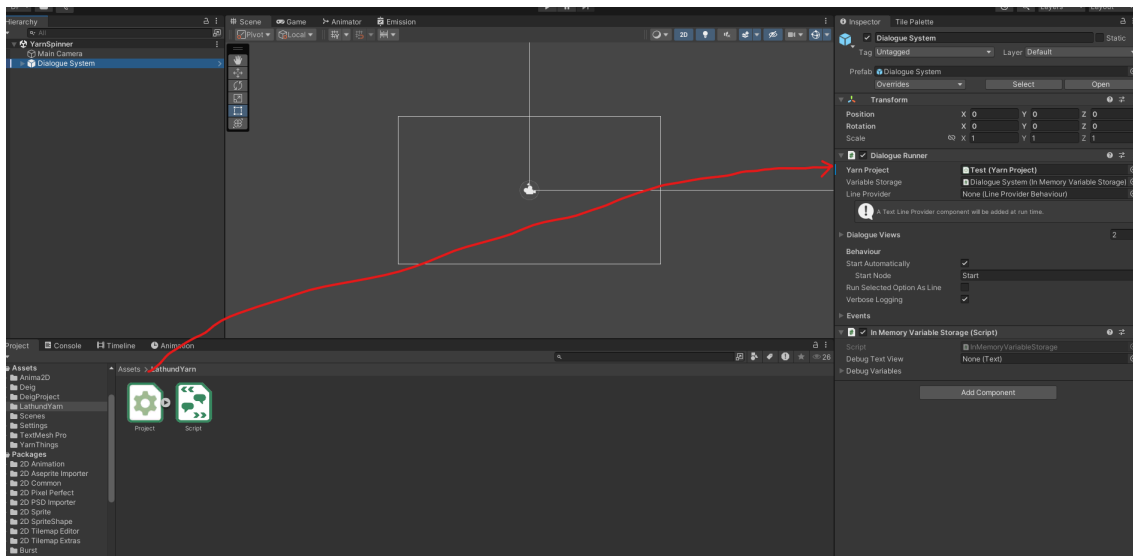 Hierarchy
All
YarnSpinner
Main Camera
Dialogue System
Scene
Game
Animator
Emission
Pivot
Local
2D
Project
Console
Timeline
Animation
26
Assets
Anima2D
Deig
DeigProject
LathundYarn
Scenes
Settings
TextMesh Pro
YarnThings
Packages
2D Animation
2D Aseprite Importer
2D Common
2D Pixel Perfect
2D PSD Importer
2D Sprite
2D SpriteShape
2D Tilemap Editor
2D Tilemap Extras
Burst
Assets > LathundYarn
Project
Script
Layers
Layout
Inspector
Tile Palette
Dialogue System
Static
Tag Untagged
Layer Default
Prefab Dialogue System
Overrides
Select
Open
Transform
Position X 0 Y 0 Z 0
Rotation X 0 Y 0 Z 0
Scale X 1 Y 1 Z 1
Dialogue Runner
Yarn Project Test (Yarn Project)
Variable Storage Dialogue System (In Memory Variable Storage)
Line Provider None (Line Provider Behaviour)
A Text Line Provider component will be added at run time.
Dialogue Views 2
Behaviour
Start Automatically
Start Node Start
Run Selected Option As Line
Verbose Logging
Events
In Memory Variable Storage (Script)
Script InMemoryVariableStorage
Debug Text View None (Text)
Debug Variables
Add Component